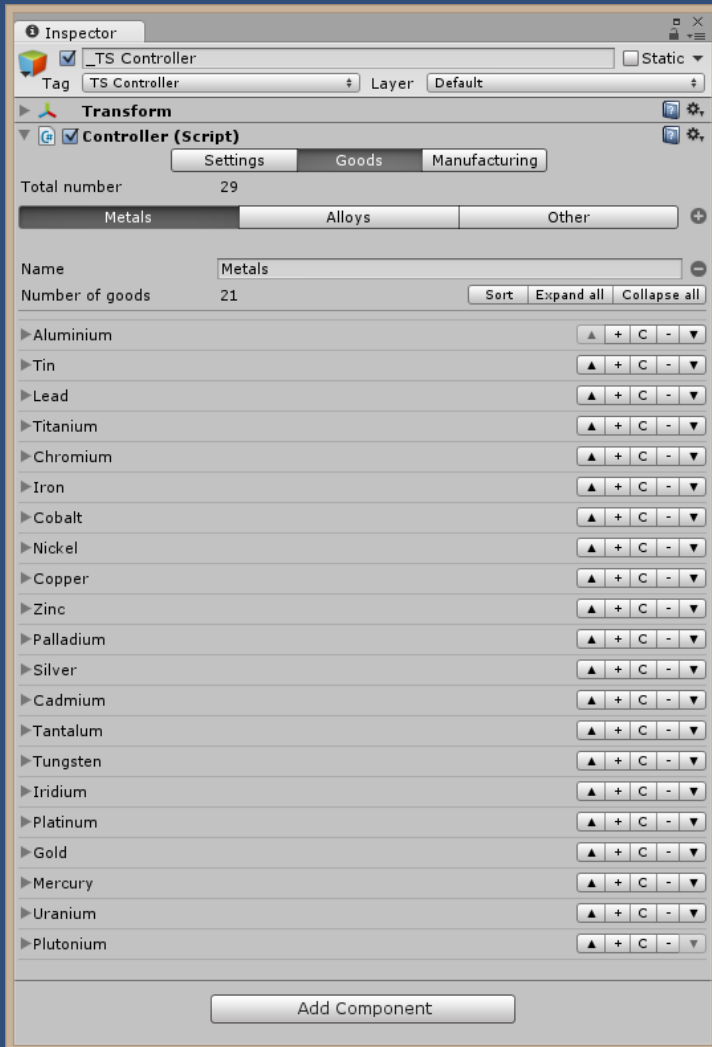 Inspector
_TS Controller Static
Tag TS Controller Layer Default
Transform
Controller (Script)
Settings Goods Manufacturing
Total number 29
Metals Alloys Other
Name Metals
Number of goods 21 Sort Expand all Collapse all
Aluminium ▲ + C - ▼
Tin ▲ + C - ▼
Lead ▲ + C - ▼
Titanium ▲ + C - ▼
Chromium ▲ + C - ▼
Iron ▲ + C - ▼
Cobalt ▲ + C - ▼
Nickel ▲ + C - ▼
Copper ▲ + C - ▼
Zinc ▲ + C - ▼
Palladium ▲ + C - ▼
Silver ▲ + C - ▼
Cadmium ▲ + C - ▼
Tantalum ▲ + C - ▼
Tungsten ▲ + C - ▼
Iridium ▲ + C - ▼
Platinum ▲ + C - ▼
Gold ▲ + C - ▼
Mercury ▲ + C - ▼
Uranium ▲ + C - ▼
Plutonium ▲ + C - ▼
Add Component